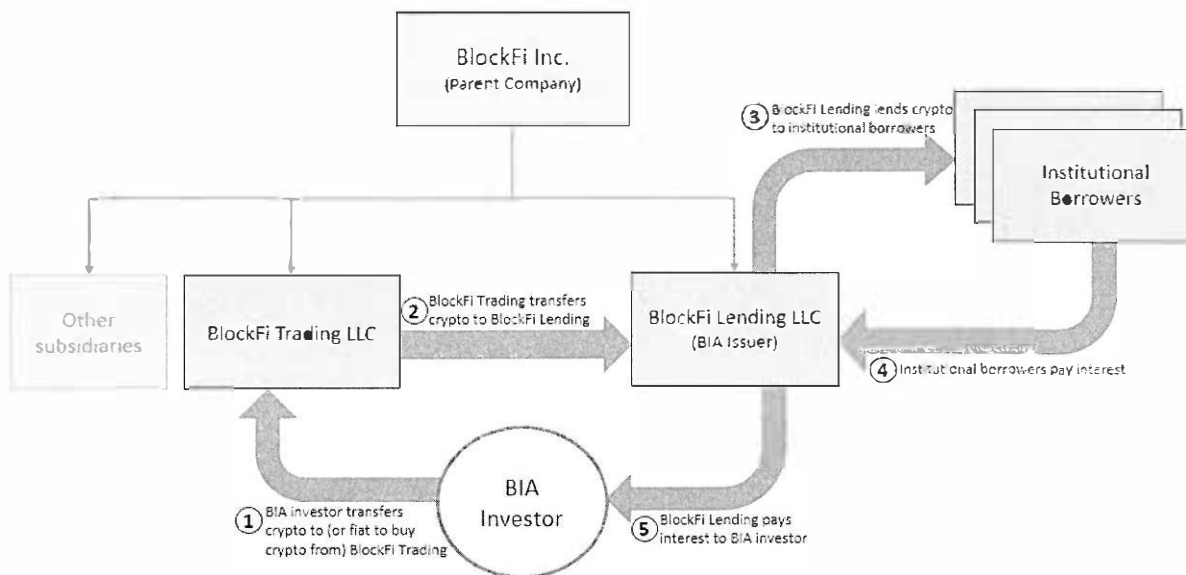 BlockFi Inc.
(Parent Company)
3
BlockFi Lending lends crypto
to institutional borrowers
Institutional
Borrowers
Other
subsidiaries
BlockFi Trading LLC
2
BlockFi Trading transfers
crypto to BlockFi Lending
BlockFi Lending LLC
(BIA Issuer)
4
Institutional borrowers pay interest
BIA
Investor
1
BIA investor transfers
crypto to (or fiat to buy
crypto from) BlockFi Trading
5
BlockFi Lending pays
interest to BIA investor